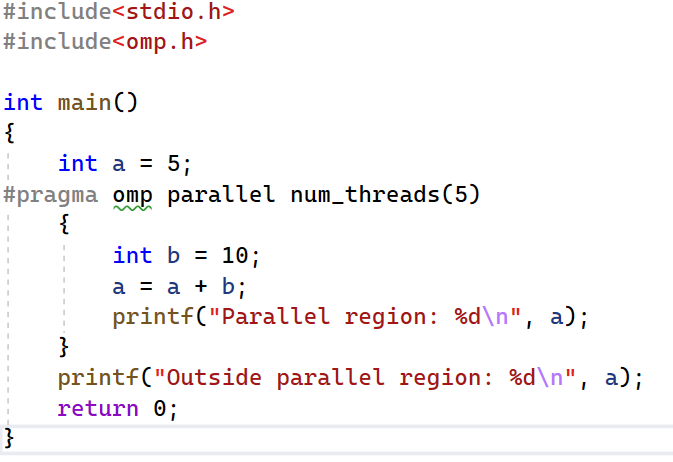 #include<stdio.h>
#include<omp.h>
int main()
{
int a = 5;
#pragma omp parallel num_threads(5)
{
int b = 10;
a = a + b;
printf("Parallel region: %d\n", a);
}
printf("Outside parallel region: %d\n", a);
return 0;
}